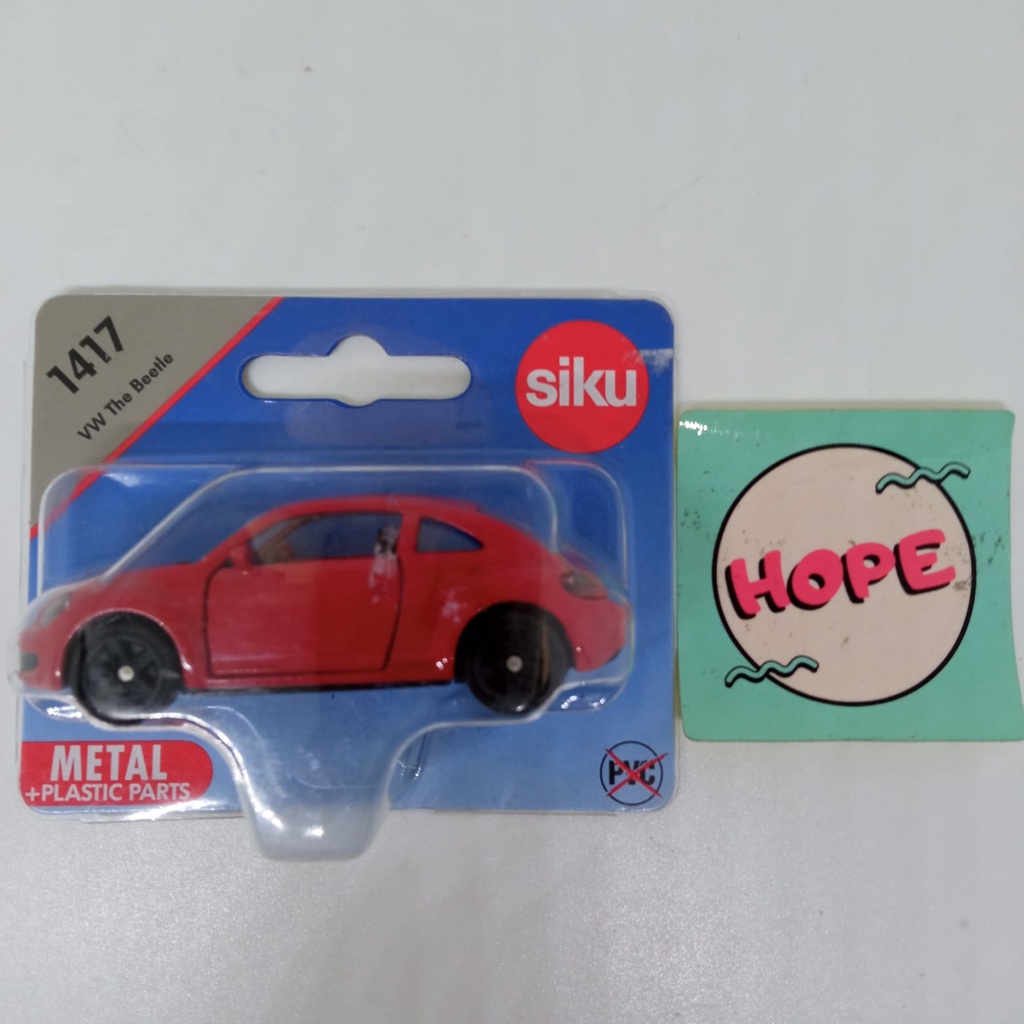 1417
VW The Beetle
siku
HOPE
METAL
+PLASTIC PARTS
PVC